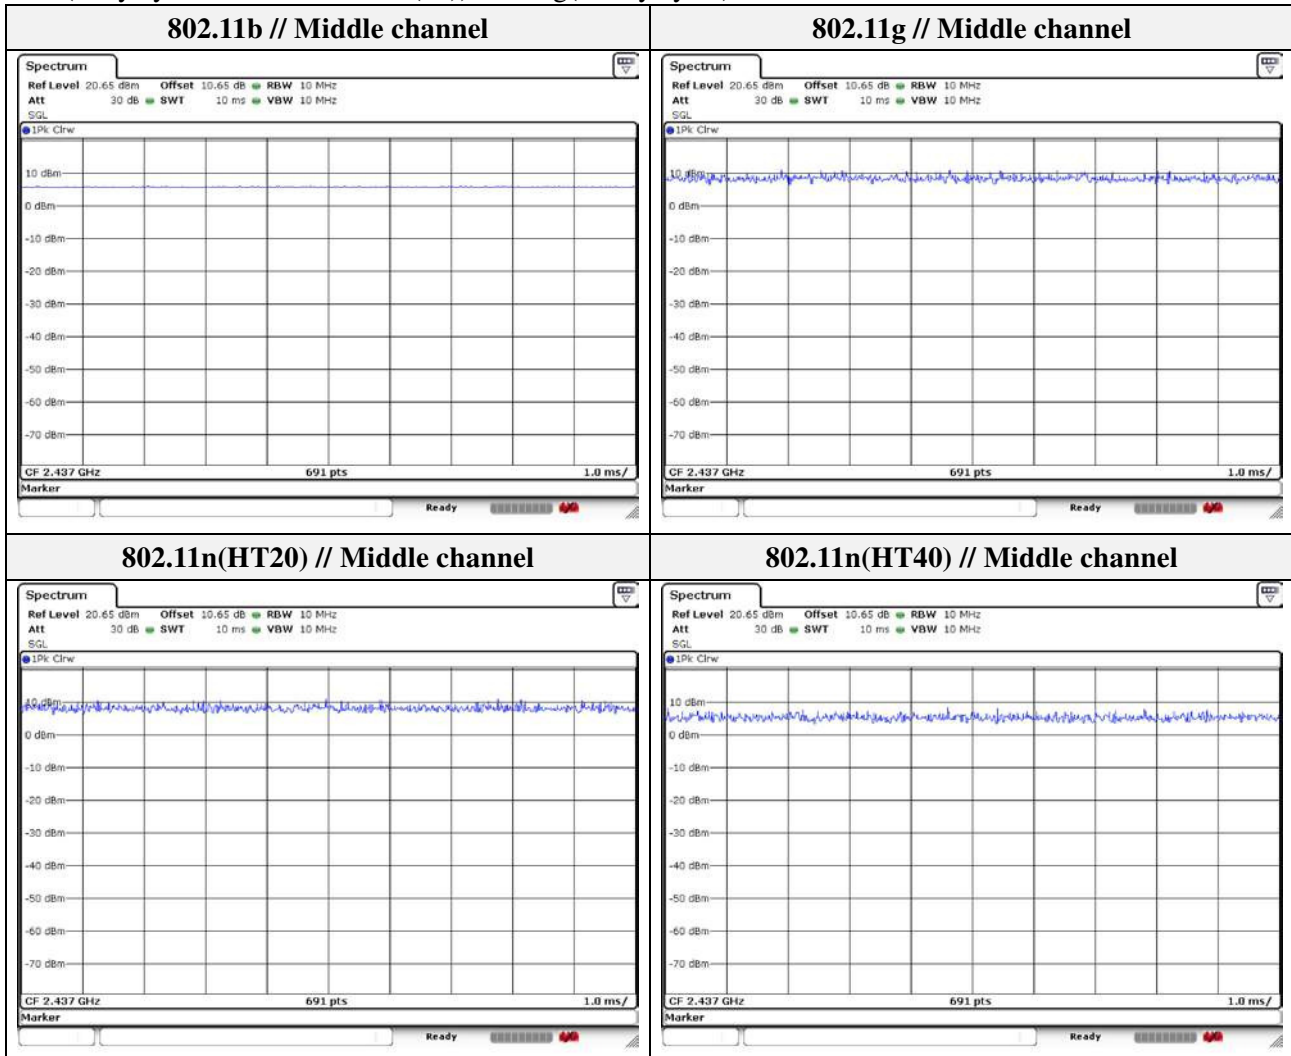 802.11b // Middle channel
802.11g // Middle channel
Spectrum
Ref Level 20.65 dBm Offset 10.65 dB RBW 10 MHz
Att 30 dB SWT 10 ms VBW 10 MHz
SGL
1Pk Clrw
10 dBm
0 dBm
-10 dBm
-20 dBm
-30 dBm
-40 dBm
-50 dBm
-60 dBm
-70 dBm
CF 2.437 GHz 691 pts 1.0 ms/
Marker
Ready
Spectrum
Ref Level 20.65 dBm Offset 10.65 dB RBW 10 MHz
Att 30 dB SWT 10 ms VBW 10 MHz
SGL
1Pk Clrw
10 dBm
0 dBm
-10 dBm
-20 dBm
-30 dBm
-40 dBm
-50 dBm
-60 dBm
-70 dBm
CF 2.437 GHz 691 pts 1.0 ms/
Marker
Ready
802.11n(HT20) // Middle channel
802.11n(HT40) // Middle channel
Spectrum
Ref Level 20.65 dBm Offset 10.65 dB RBW 10 MHz
Att 30 dB SWT 10 ms VBW 10 MHz
SGL
1Pk Clrw
10 dBm
0 dBm
-10 dBm
-20 dBm
-30 dBm
-40 dBm
-50 dBm
-60 dBm
-70 dBm
CF 2.437 GHz 691 pts 1.0 ms/
Marker
Ready
Spectrum
Ref Level 20.65 dBm Offset 10.65 dB RBW 10 MHz
Att 30 dB SWT 10 ms VBW 10 MHz
SGL
1Pk Clrw
10 dBm
0 dBm
-10 dBm
-20 dBm
-30 dBm
-40 dBm
-50 dBm
-60 dBm
-70 dBm
CF 2.437 GHz 691 pts 1.0 ms/
Marker
Ready